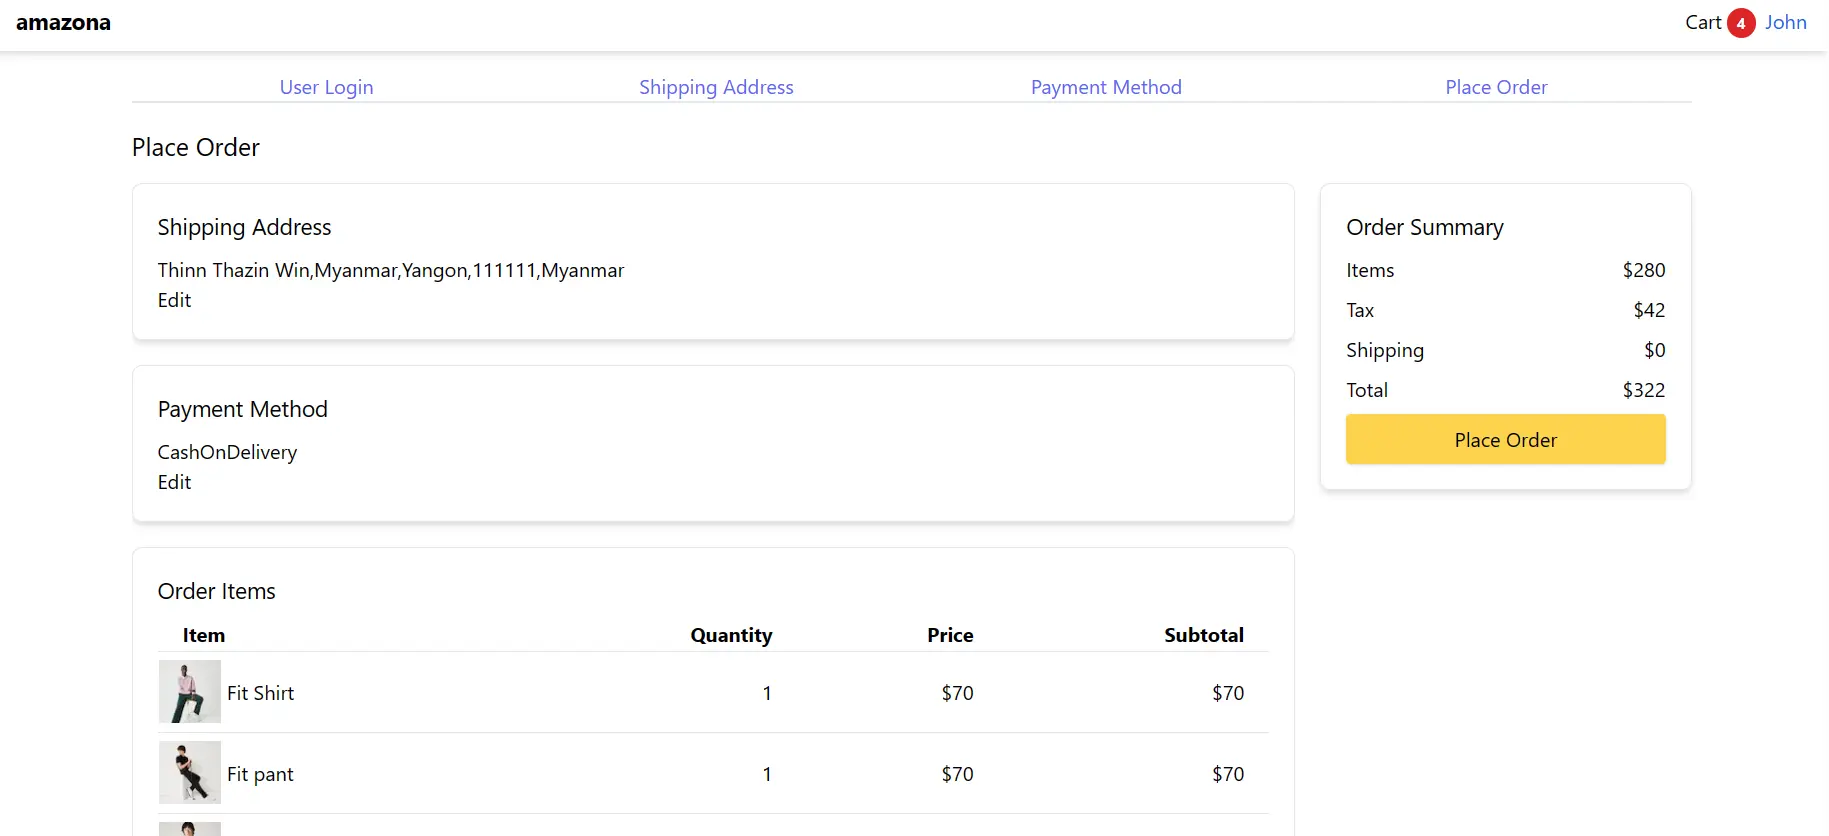 amazona
Cart 4 John
User Login
Shipping Address
Payment Method
Place Order
Place Order
Shipping Address
Thinn Thazin Win,Myanmar,Yangon,111111,Myanmar
Edit
Payment Method
CashOnDelivery
Edit
Order Items
Item Quantity Price Subtotal
Fit Shirt 1 $70 $70
Fit pant 1 $70 $70
Order Summary
Items $280
Tax $42
Shipping $0
Total $322
Place Order